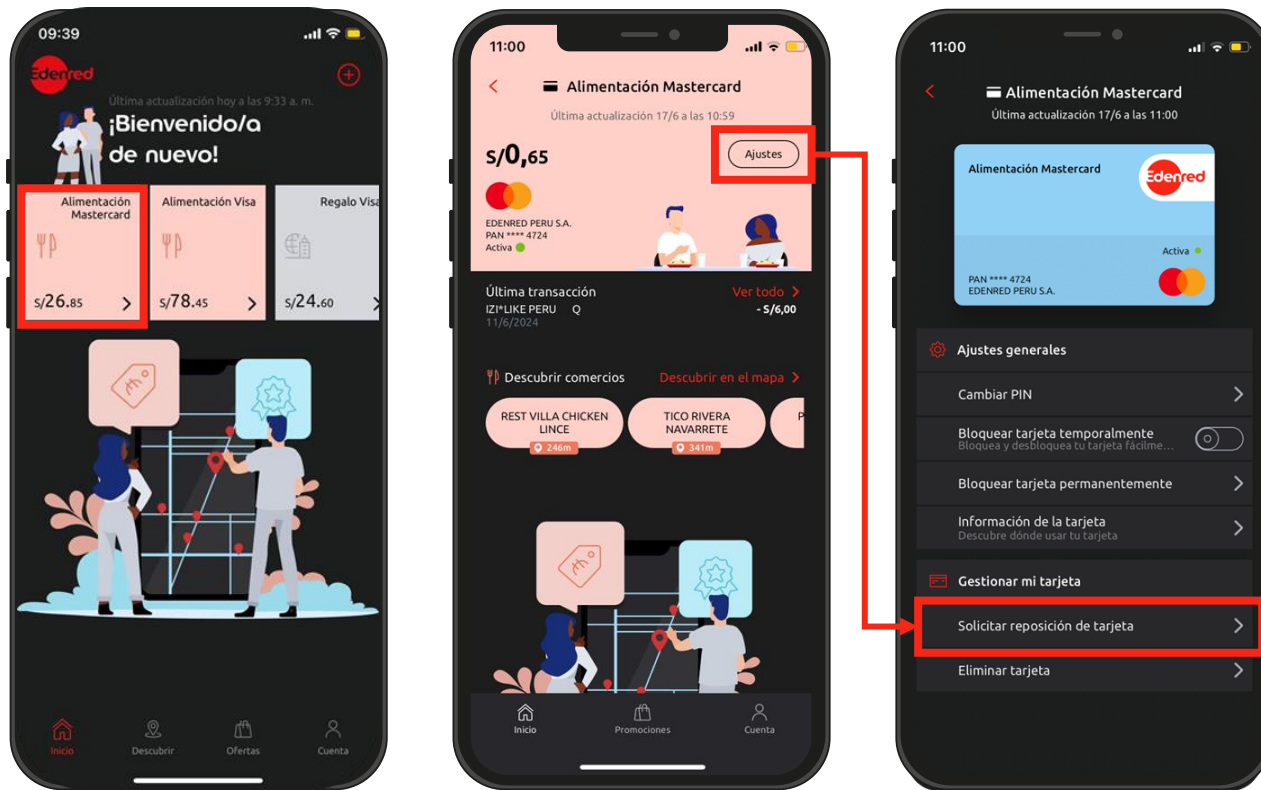 09:39
Edenred
Última actualización hoy a las 9:33 a. m.
¡Bienvenido/a
de nuevo!
Alimentación
Mastercard
S/26.85
Alimentación Visa
S/78.45
Regalo Visa
S/24.60
Inicio
Descubrir
Ofertas
Cuenta
11:00
Alimentación Mastercard
Última actualización 17/6 a las 10:59
S/0,65
Ajustes
EDENRED PERU S.A.
PAN **** 4724
Activa
Última transacción
Ver todo
IZI*LIKE PERU Q
- S/6,00
11/6/2024
Descubrir comercios
Descubrir en el mapa
REST VILLA CHICKEN
LINCE
246m
TICO RIVERA
NAVARRETE
341m
P
Inicio
Promociones
Cuenta
11:00
Alimentación Mastercard
Última actualización 17/6 a las 11:00
Alimentación Mastercard
Edenred
Activa
PAN **** 4724
EDENRED PERU S.A.
Ajustes generales
Cambiar PIN
Bloquear tarjeta temporalmente
Bloquea y desbloquea tu tarjeta fácilme...
Bloquear tarjeta permanentemente
Información de la tarjeta
Descubre dónde usar tu tarjeta
Gestionar mi tarjeta
Solicitar reposición de tarjeta
Eliminar tarjeta